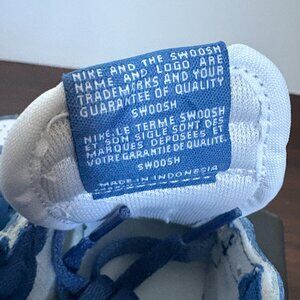 NIKE AND THE SWOOSH
NAME AND LOGO ARE
TRADEMARKS AND YOUR
GUARANTEE OF QUALITY
SWOOSH
NIKE: LE TERME SWOOSH
ET SON SIGLE SONT DES
MARQUES DEPOSÉES ET
VOTRE GARANTIE DE QUALITE.
SWOOSH
MADE IN INDONESIA